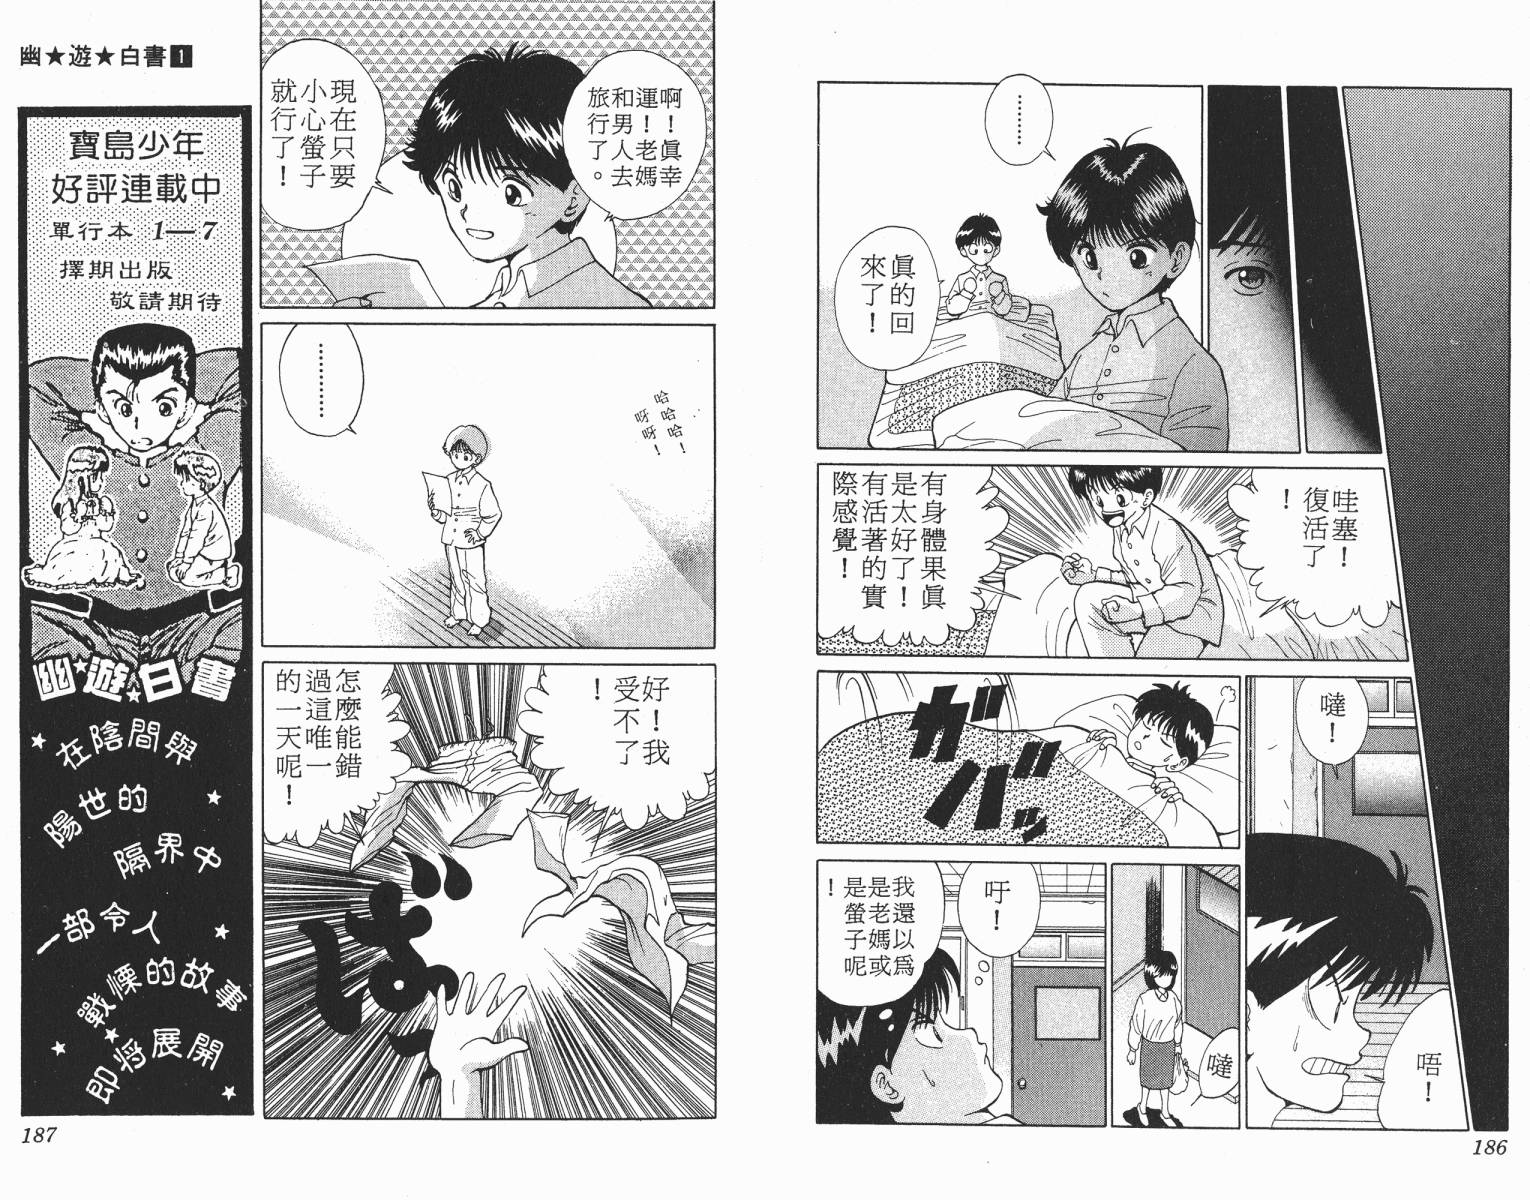 …………
眞的回
來了！
哇塞！
復活了
！
有身體果眞
是太好了！
有活著的實
際感覺！
噠！
ガバッ
唔！
噠
吁！
我還以爲
是老媽或
是螢子呢
！
186
啊！眞幸
運！老媽
和男人去
旅行了。
現在只要
小心螢子
就行了！
…………
哈哈哈！
呀呀！
好！我
受不了
！
怎麼能錯
過這唯一
的一天呢！
幽★遊★白書1
寶島少年
好評連載中
單行本 1—7
擇期出版
敬請期待
幽★遊★白書
在陰間與
陽世的
隔界中
一部令人
戰慄的故事
即將展開
187